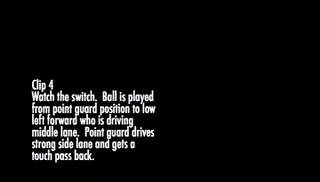 Clip 4
Watch the switch.  Ball is played
from point guard position to low
left forward who is driving
middle lane.  Point guard drives
strong side lane and gets a
touch pass back.